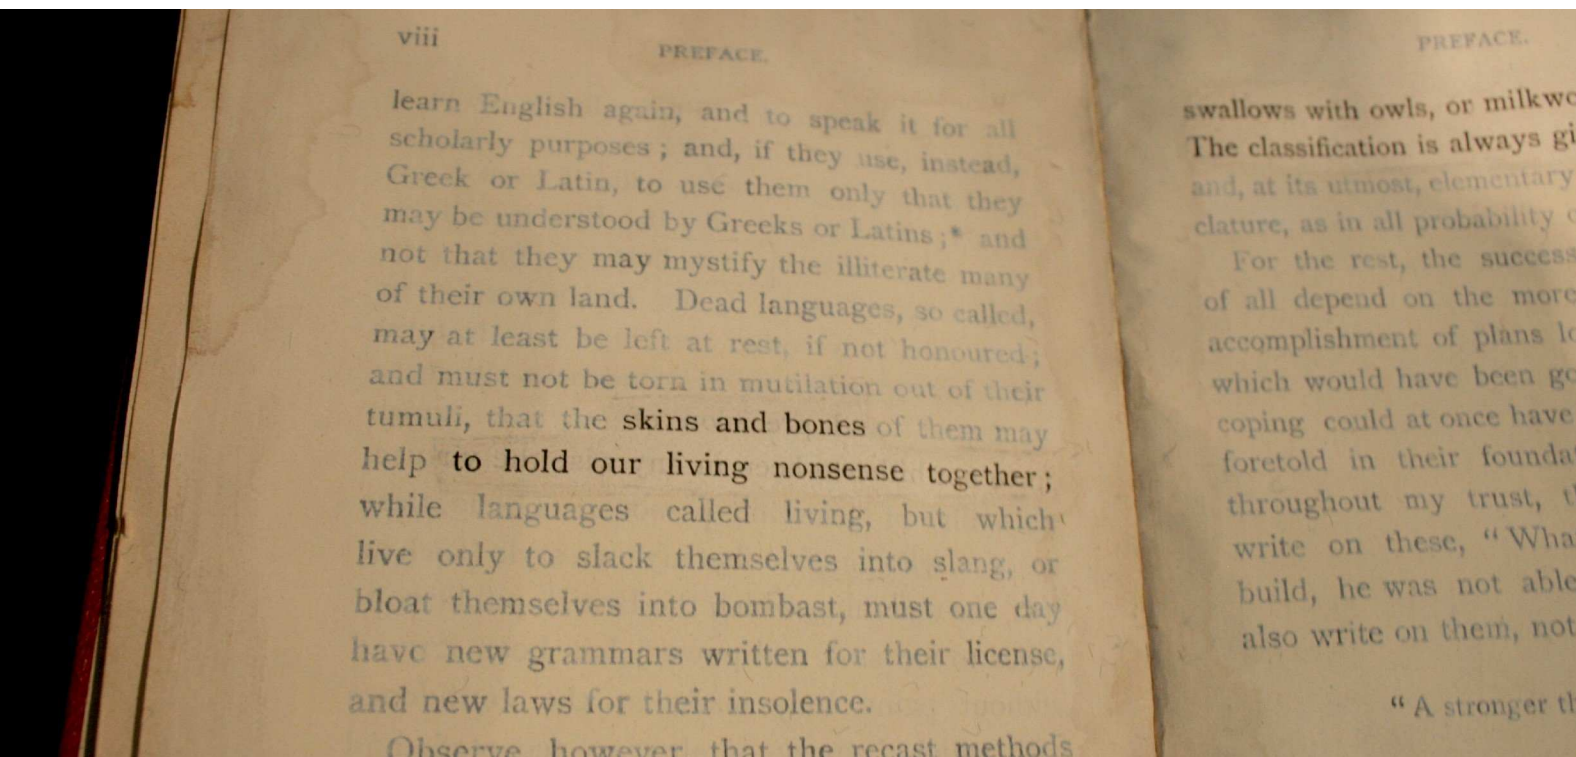 viii
PREFACE.
learn English again, and to speak it for all
scholarly purposes; and, if they use, instead,
Greek or Latin, to use them only that they
may be understood by Greeks or Latins;* and
not that they may mystify the illiterate many
of their own land. Dead languages, so called,
may at least be left at rest, if not honoured;
and must not be torn in mutilation out of their
tumuli, that the skins and bones of them may
help to hold our living nonsense together;
while languages called living, but which
live only to slack themselves into slang, or
bloat themselves into bombast, must one day
have new grammars written for their license,
and new laws for their insolence.
Observe however that the recast methods
PREFACE.
swallows with owls, or
The classification is always
and, at its utmost, elementary
clature, as in all probability
For the rest, the success
of all depend on the more
accomplishment of plans
which would have been
coping could at once have
foretold in their
throughout my trust,
write on these, "
build, he was not able
also write on them, not
"A stronger